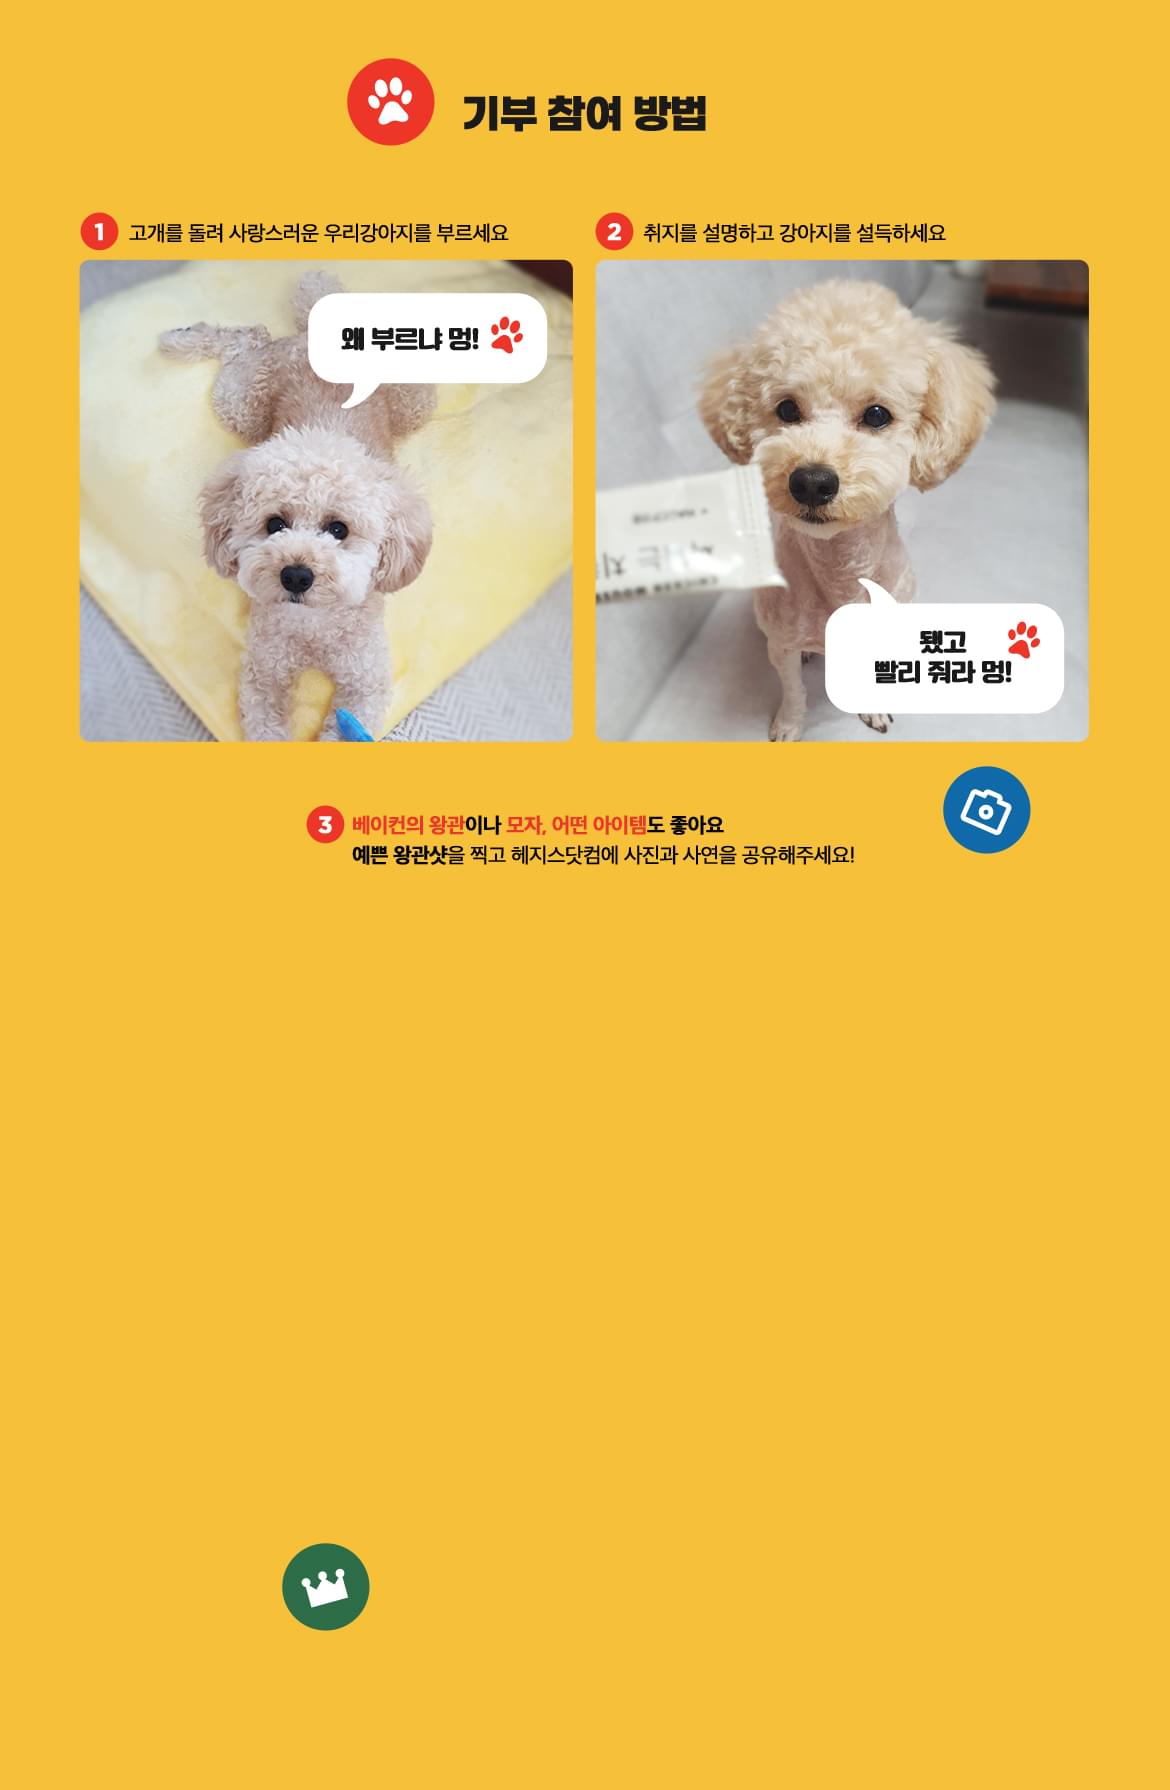 기부 참여 방법
1 고개를 돌려 사랑스러운 우리강아지를 부르세요
왜 부르냐 멍!
2 취지를 설명하고 강아지를 설득하세요
됐고
빨리 줘라 멍!
3 베이컨의 왕관이나 모자, 어떤 아이템도 좋아요
예쁜 왕관샷을 찍고 헤지스닷컴에 사진과 사연을 공유해주세요!